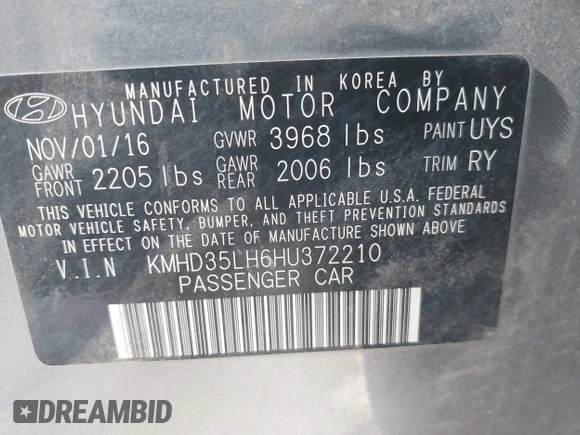 MANUFACTURED IN KOREA BY
HYUNDAI MOTOR COMPANY
NOV/01/16 GVWR 3968 lbs PAINT UYS
GAWR FRONT 2205 lbs GAWR REAR 2006 lbs TRIM RY
THIS VEHICLE CONFORMS TO ALL APPLICABLE U.S.A. FEDERAL
MOTOR VEHICLE SAFETY, BUMPER, AND THEFT PREVENTION STANDARDS
IN EFFECT ON THE DATE OF MANUFACTURE SHOWN ABOVE.
V.I.N KMHD35LH6HU372210
PASSENGER CAR
DREAMBID